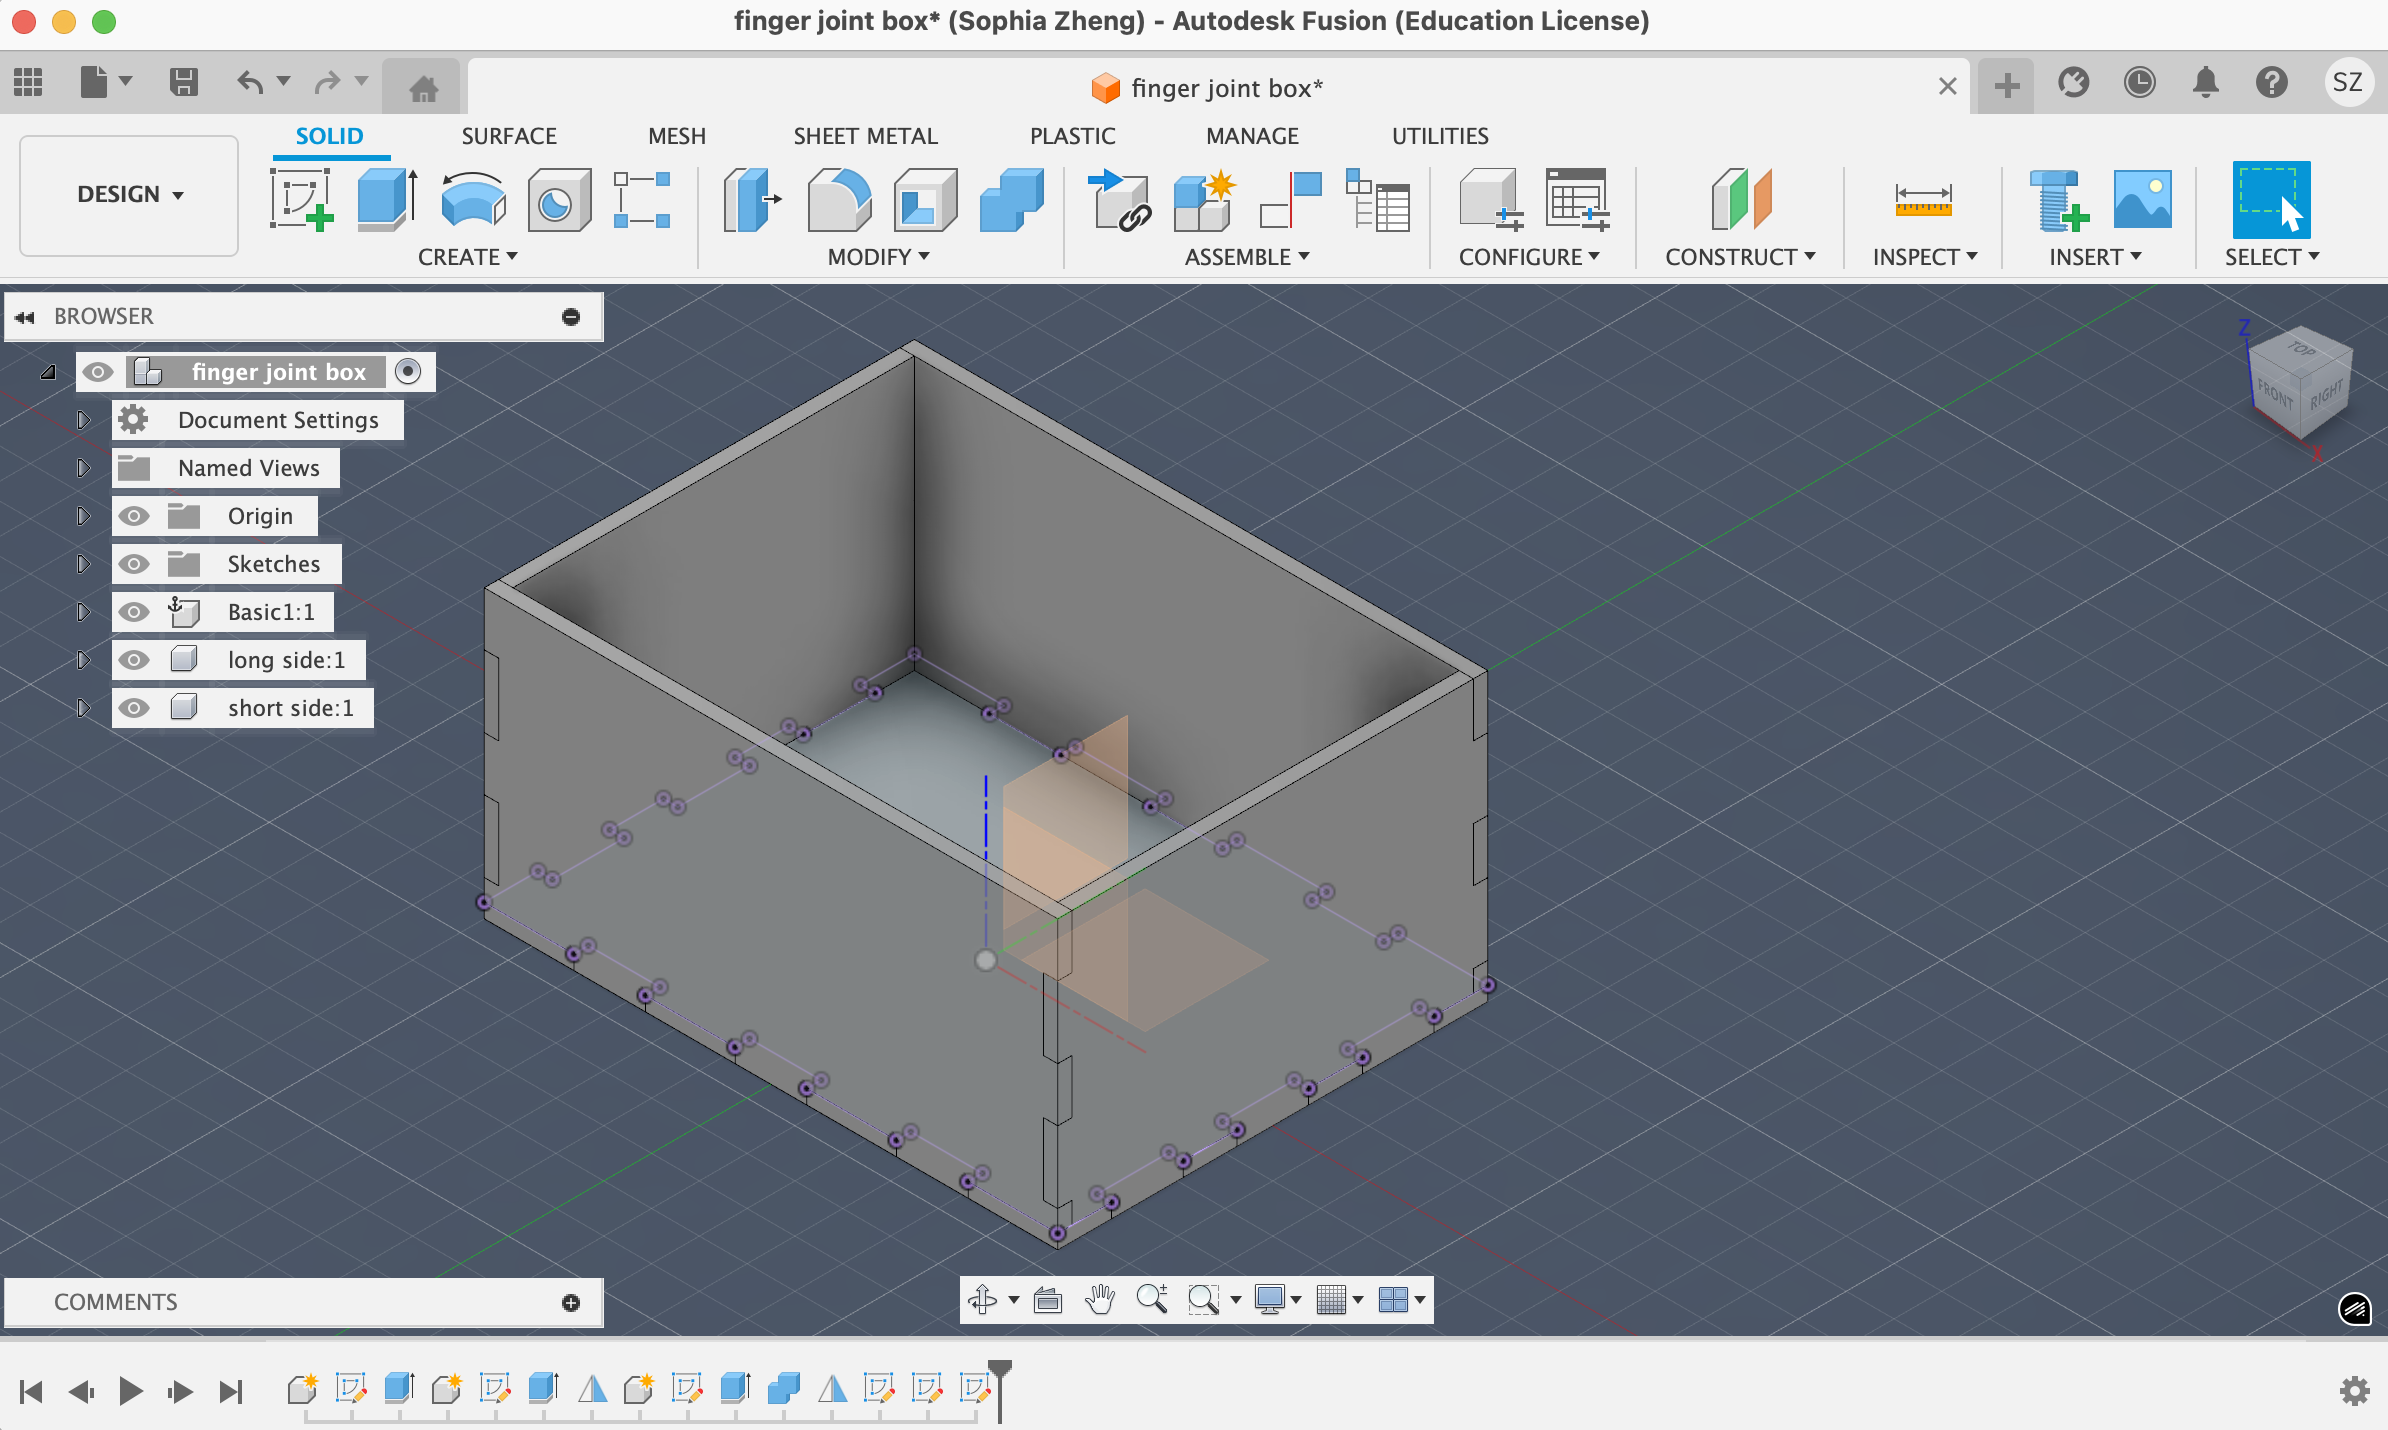 finger joint box* (Sophia Zheng) - Autodesk Fusion (Education License)
finger joint box*
SZ
DESIGN
SOLID
SURFACE
MESH
SHEET METAL
PLASTIC
MANAGE
UTILITIES
CREATE
MODIFY
ASSEMBLE
CONFIGURE
CONSTRUCT
INSPECT
INSERT
SELECT
BROWSER
finger joint box
Document Settings
Named Views
Origin
Sketches
Basic1:1
long side:1
short side:1
Z
TOP
FRONT
RIGHT
X
COMMENTS